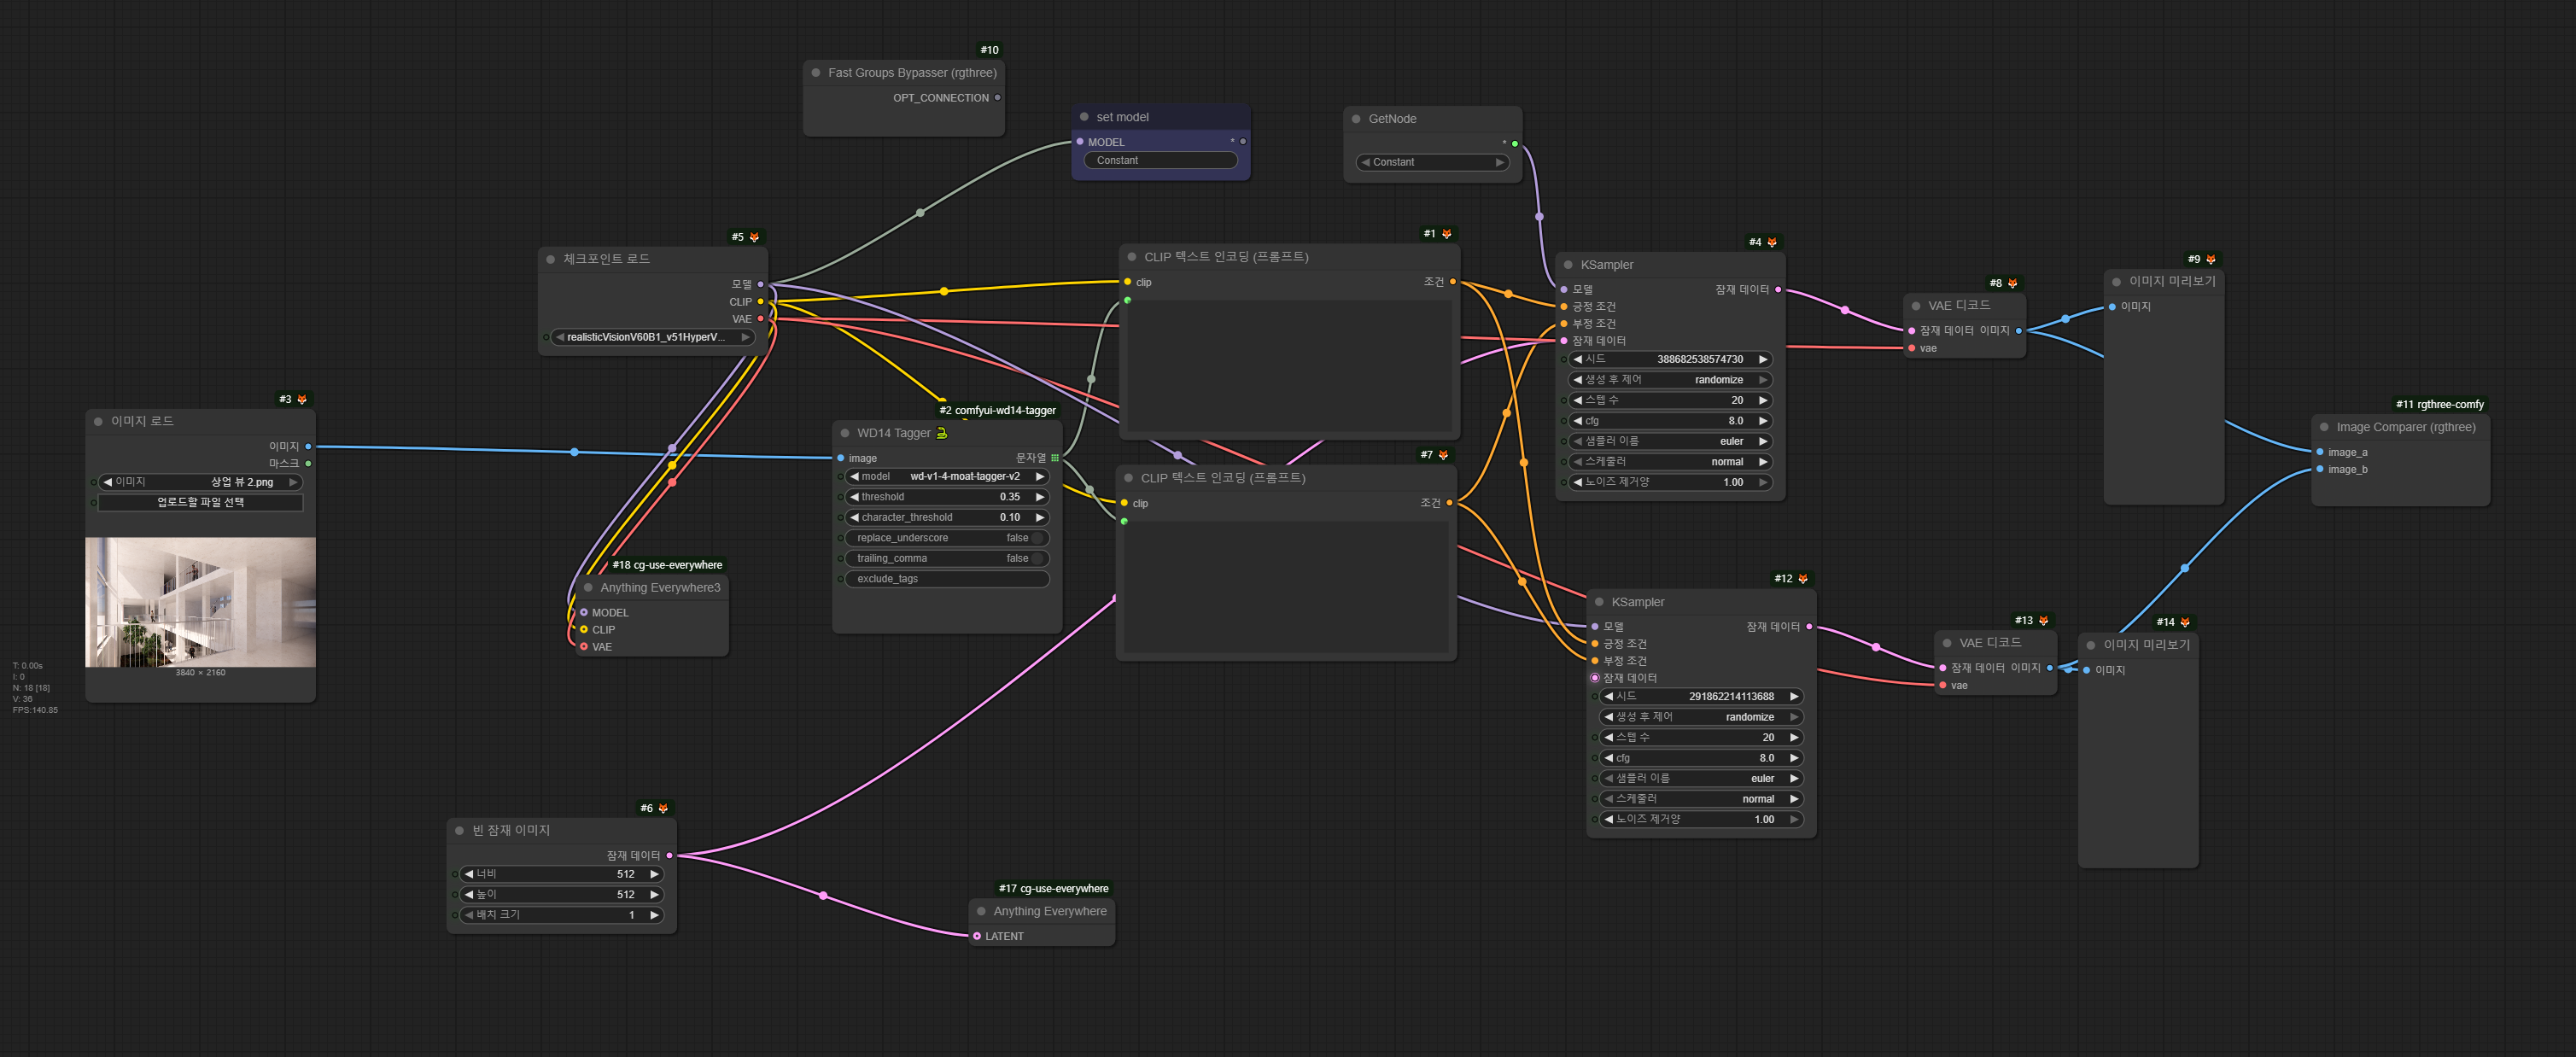 #10
Fast Groups Bypasser (rgthree)
OPT_CONNECTION
set model
MODEL *
Constant
GetNode
*
Constant
#5
체크포인트 로드
모델
CLIP
VAE
realisticVisionV60B1_v51HyperV...
#3
이미지 로드
이미지
마스크
이미지 상업 뷰 2.png
업로드할 파일 선택
3840 × 2160
T: 0.00s
I: 0
N: 18 [18]
V: 36
FPS:140.85
#18 cg-use-everywhere
Anything Everywhere3
MODEL
CLIP
VAE
#2 comfyui-wd14-tagger
WD14 Tagger
image 문자열
model wd-v1-4-moat-tagger-v2
threshold 0.35
character_threshold 0.10
replace_underscore false
trailing_comma false
exclude_tags
#1
CLIP 텍스트 인코딩 (프롬프트)
clip 조건
#7
CLIP 텍스트 인코딩 (프롬프트)
clip 조건
#6
빈 잠재 이미지
잠재 데이터
너비 512
높이 512
배치 크기 1
#17 cg-use-everywhere
Anything Everywhere
LATENT
#4
KSampler
모델 잠재 데이터
긍정 조건
부정 조건
잠재 데이터
시드 388682538574730
생성 후 제어 randomize
스텝 수 20
cfg 8.0
샘플러 이름 euler
스케줄러 normal
노이즈 제거양 1.00
#12
KSampler
모델 잠재 데이터
긍정 조건
부정 조건
잠재 데이터
시드 291862214113688
생성 후 제어 randomize
스텝 수 20
cfg 8.0
샘플러 이름 euler
스케줄러 normal
노이즈 제거양 1.00
#8
VAE 디코드
잠재 데이터 이미지
vae
#9
이미지 미리보기
이미지
#13
VAE 디코드
잠재 데이터 이미지
vae
#14
이미지 미리보기
이미지
#11 rgthree-comfy
Image Comparer (rgthree)
image_a
image_b